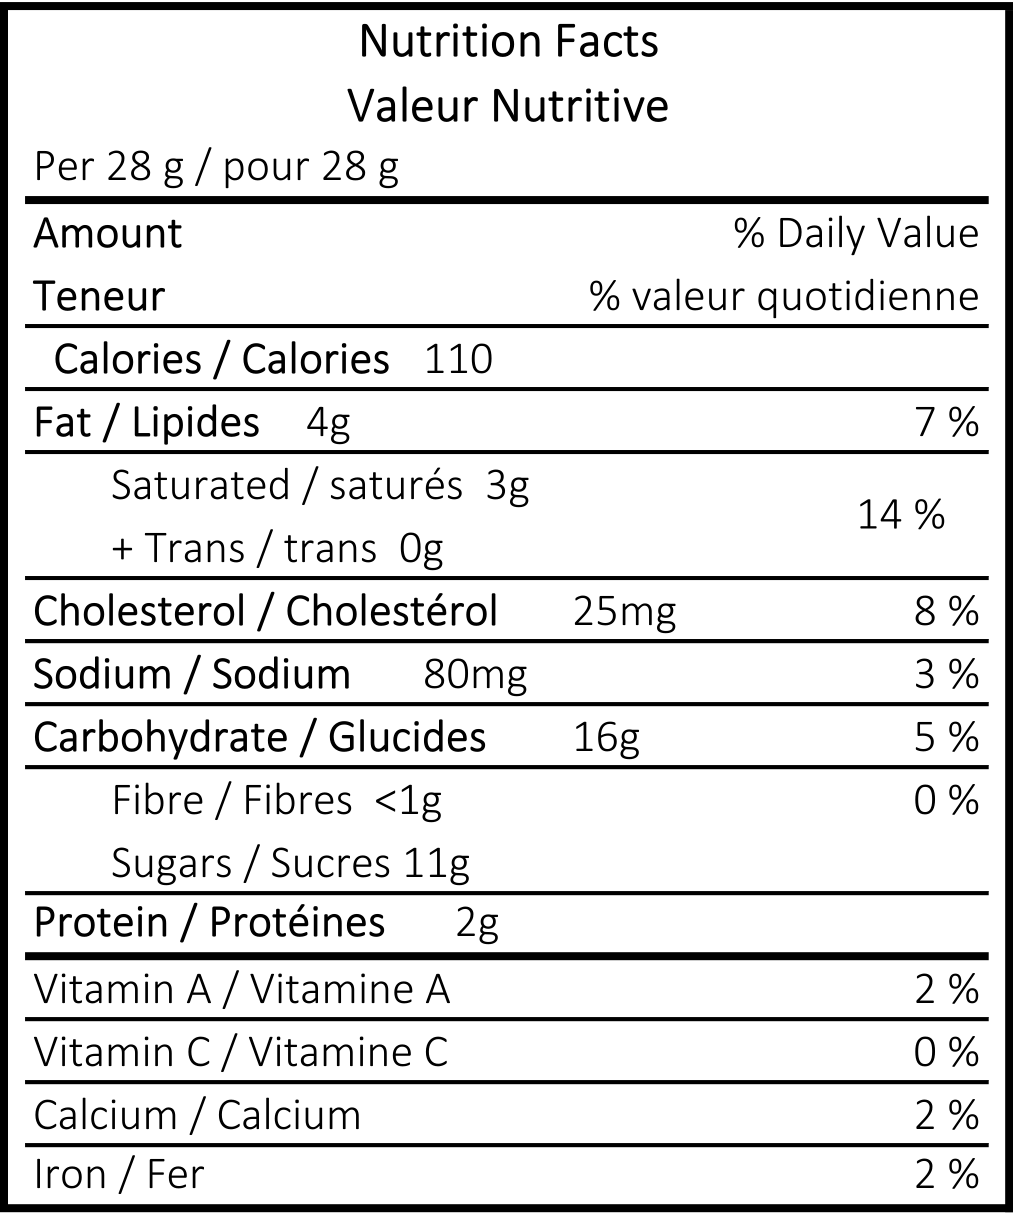 Nutrition Facts
Valeur Nutritive
Per 28 g / pour 28 g
Amount % Daily Value
Teneur % valeur quotidienne
Calories / Calories 110
Fat / Lipides 4g 7 %
Saturated / saturés 3g
14 %
+ Trans / trans 0g
Cholesterol / Cholestérol 25mg 8 %
Sodium / Sodium 80mg 3 %
Carbohydrate / Glucides 16g 5 %
Fibre / Fibres <1g 0 %
Sugars / Sucres 11g
Protein / Protéines 2g
Vitamin A / Vitamine A 2 %
Vitamin C / Vitamine C 0 %
Calcium / Calcium 2 %
Iron / Fer 2 %